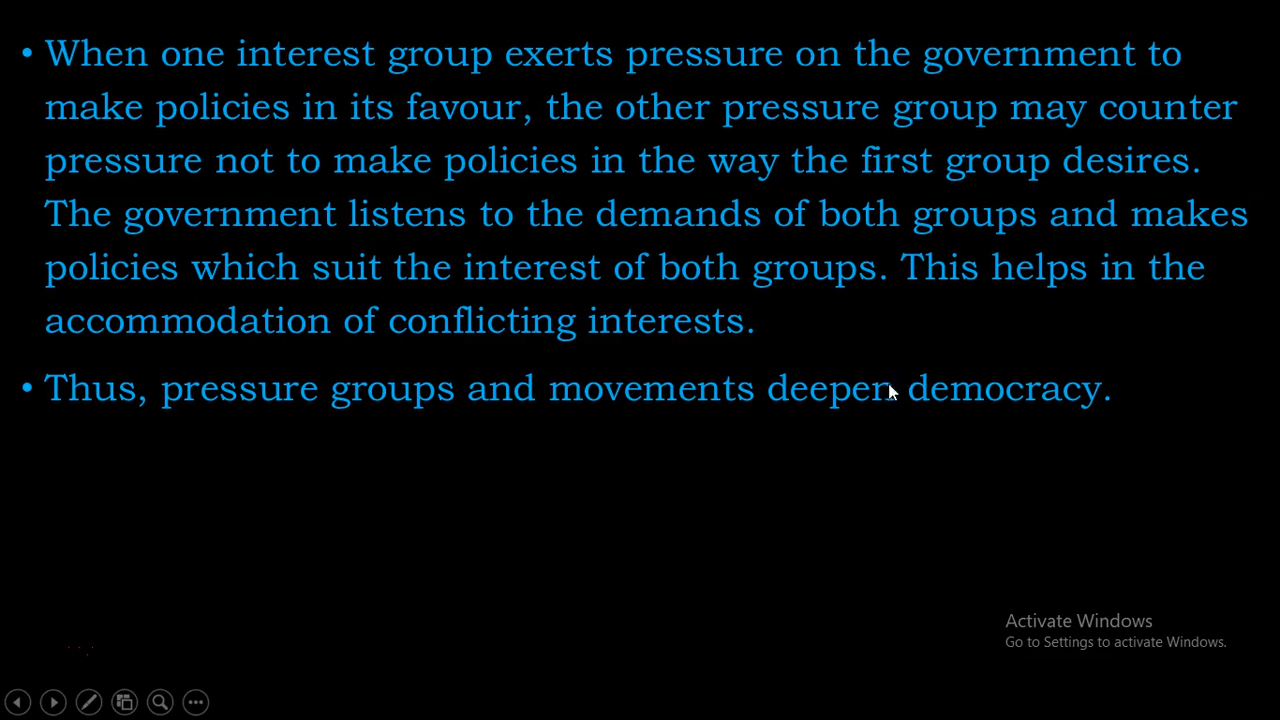 • When one interest group exerts pressure on the government to
make policies in its favour, the other pressure group may counter
pressure not to make policies in the way the first group desires.
The government listens to the demands of both groups and makes
policies which suit the interest of both groups. This helps in the
accommodation of conflicting interests.
• Thus, pressure groups and movements deepen democracy.
Activate Windows
Go to Settings to activate Windows.